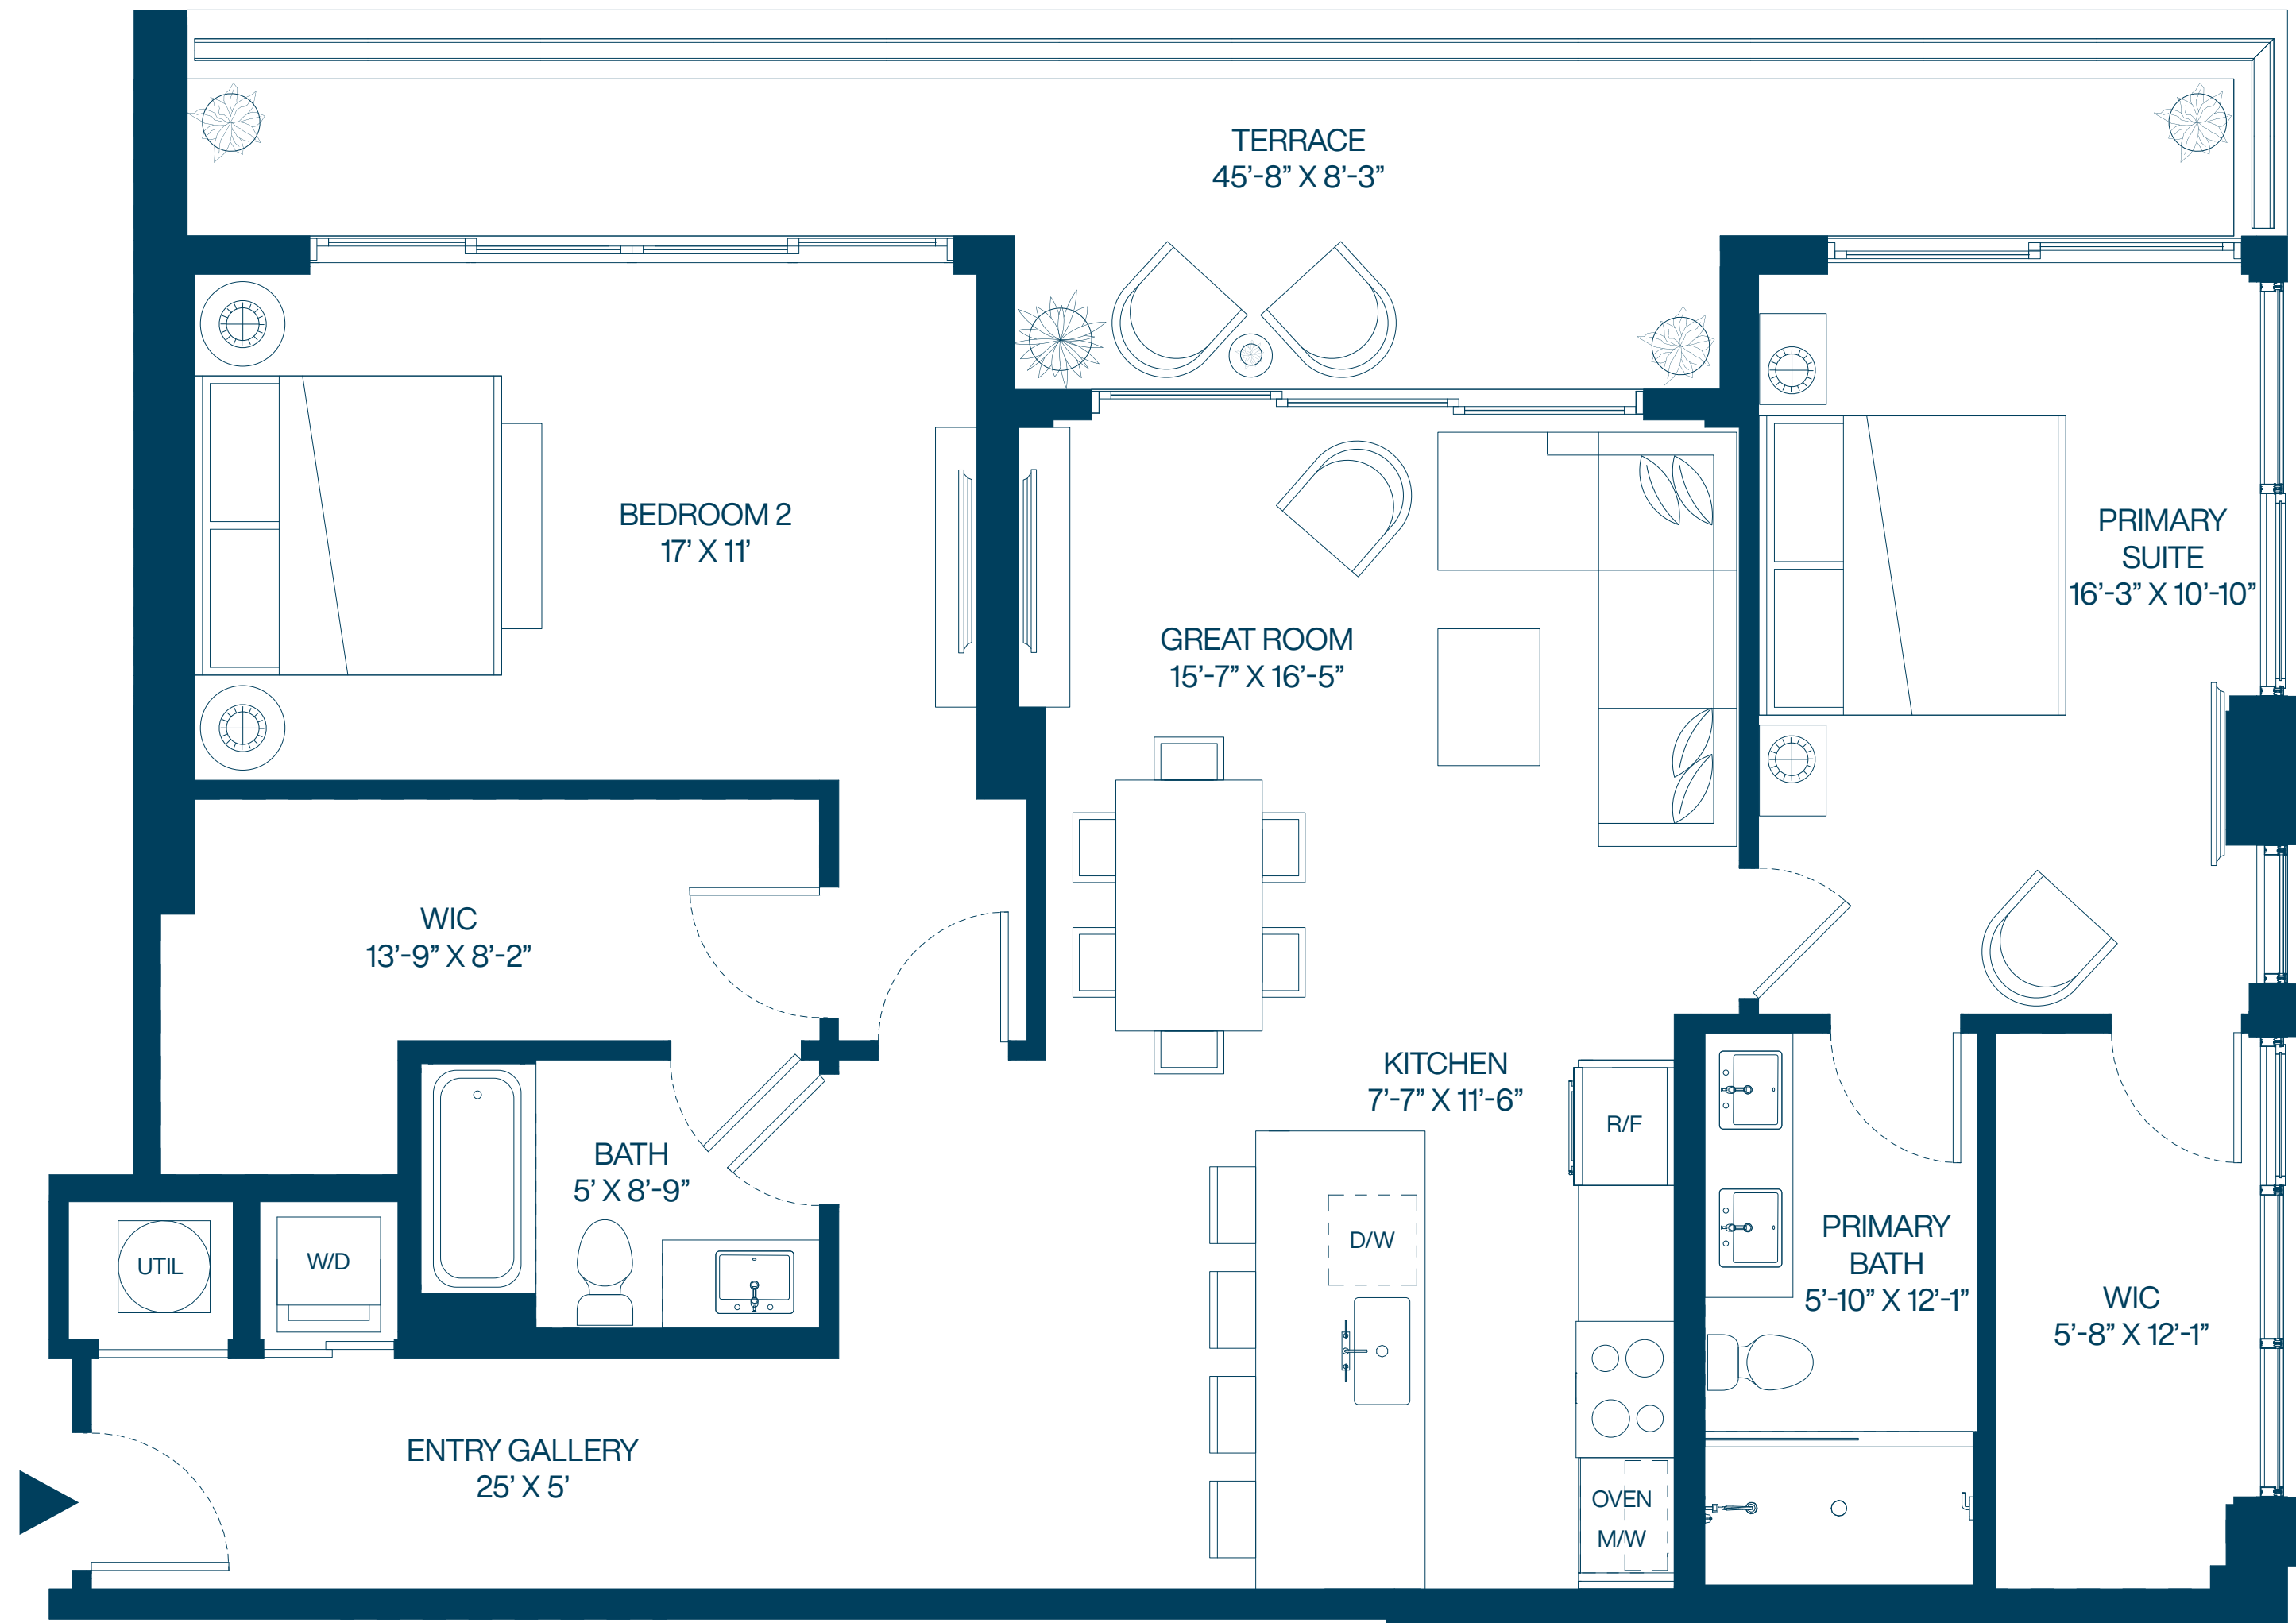 TERRACE
45’-8” X 8’-3”
BEDROOM 2
17’ X 11’
PRIMARY
SUITE
16’-3” X 10’-10”
GREAT ROOM
15’-7” X 16’-5”
WIC
13’-9” X 8’-2”
KITCHEN
7’-7” X 11’-6”
R/F
BATH
5’ X 8’-9”
D/W
UTIL
W/D
PRIMARY
BATH
5’-10” X 12’-1”
WIC
5’-8” X 12’-1”
ENTRY GALLERY
25’ X 5’
OVEN
M/W